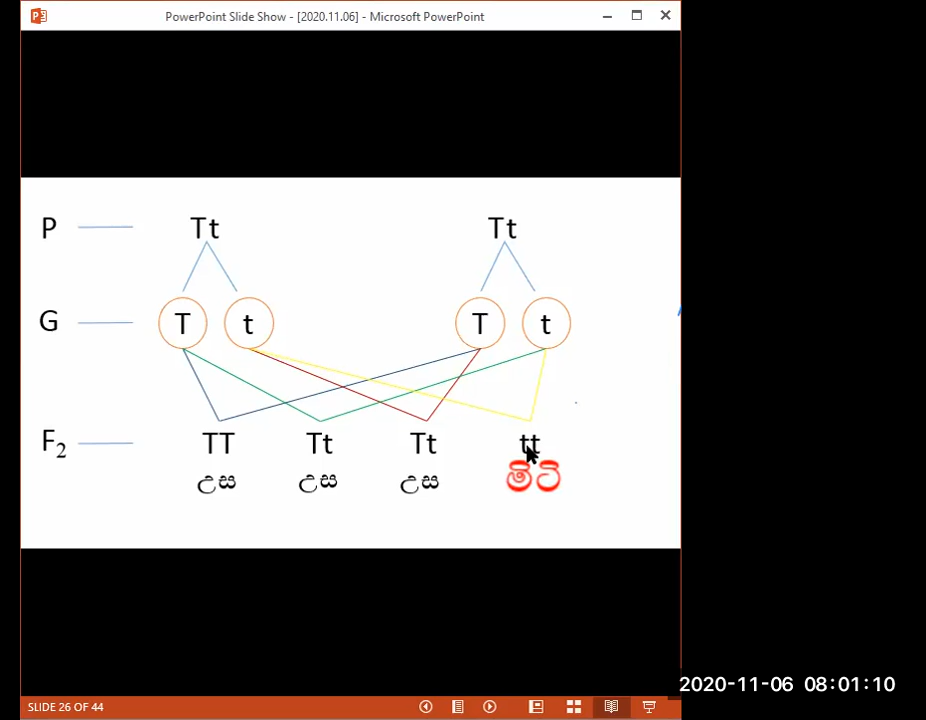 PowerPoint Slide Show - [2020.11.06] - Microsoft PowerPoint
P Tt Tt
G T t T t
F₂ TT Tt Tt tt
උස උස උස මිටි
SLIDE 26 OF 44
2020-11-06 08:01:10